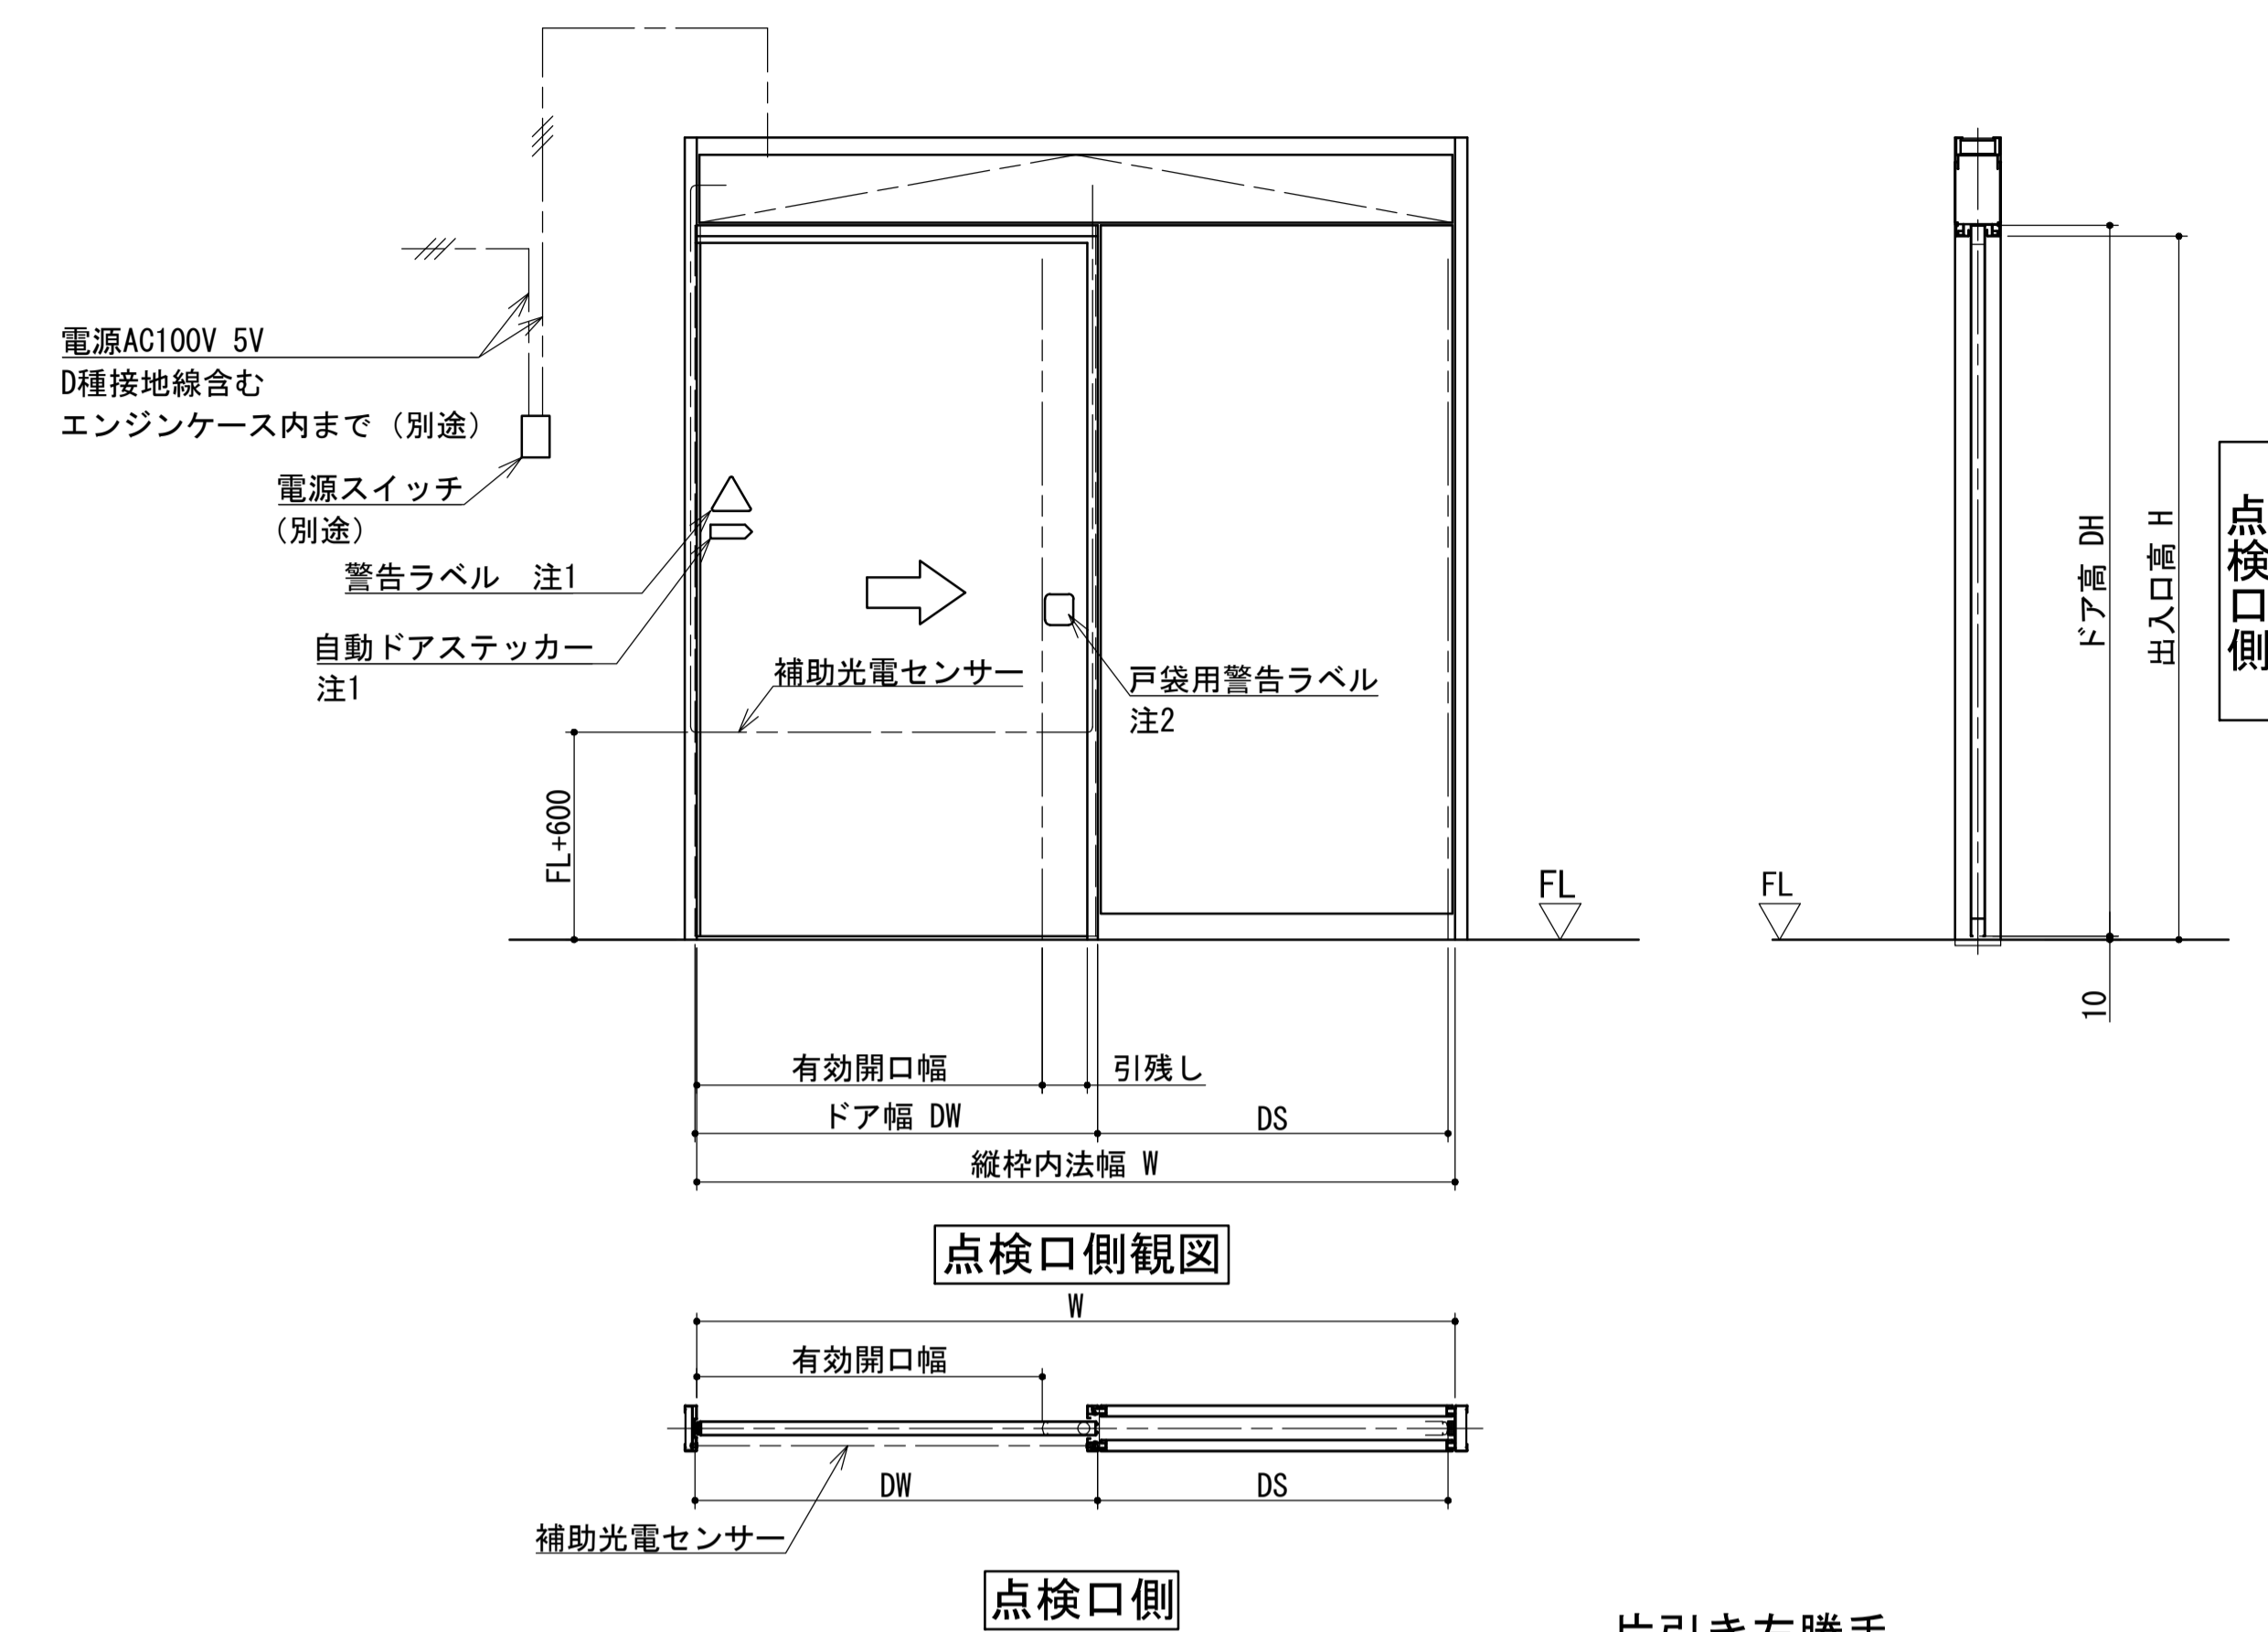 電源AC100V 5V
D種接地線含む
エンジンケース内まで（別途）
電源スイッチ
（別途）
警告ラベル 注1
自動ドアステッカー
注1
補助光電センサー
戸袋用警告ラベル
注2
FL+600
FL
FL
ドア高 DH
出入口高 H
10
点検口側
有効開口幅
引残し
ドア幅 DW
DS
縦枠内法幅 W
点検口側観図
W
有効開口幅
DW
DS
補助光電センサー
点検口側